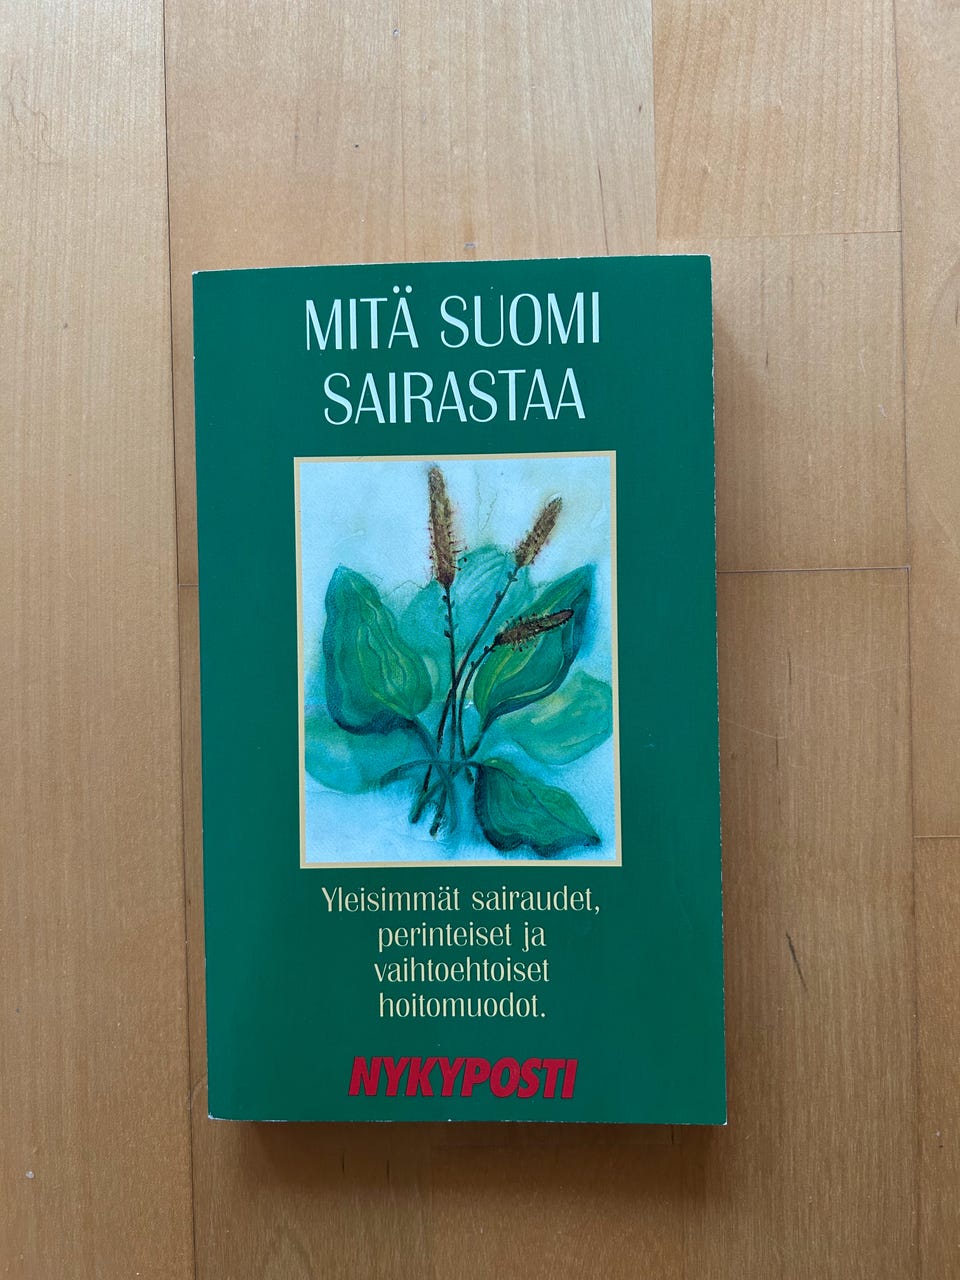 MITÄ SUOMI
SAIRASTAA
Yleisimmät sairaudet,
perinteiset ja
vaihtoehtoiset
hoitomuodot.
NYKYPOSTI